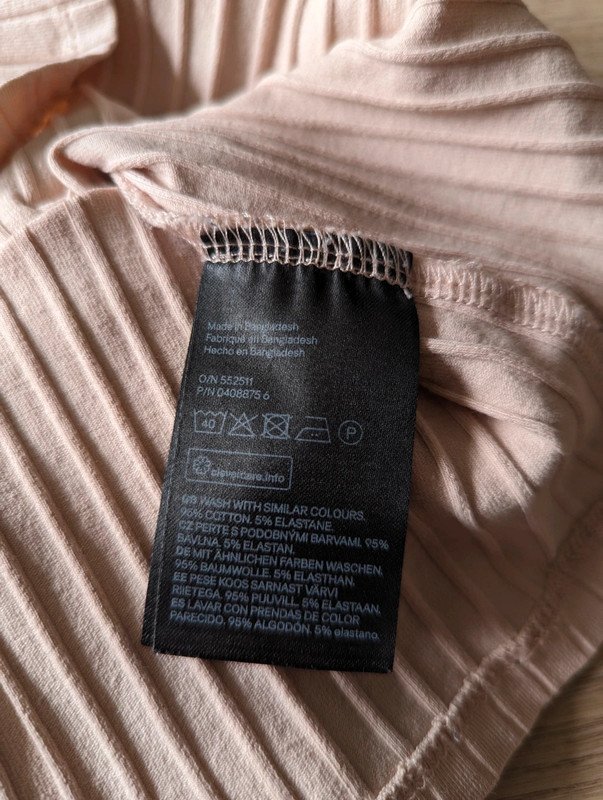 Made in Bangladesh
Fabriqué en Bangladesh
Hecho en Bangladesh
O/N 552511
P/N 0408875 6
40 P
clevercare.info
GB WASH WITH SIMILAR COLOURS.
95% COTTON. 5% ELASTANE.
CZ PERTE S PODOBNÝMI BARVAMI. 95%
BAVLNA. 5% ELASTAN.
DE MIT ÄHNLICHEN FARBEN WASCHEN.
95% BAUMWOLLE. 5% ELASTHAN.
EE PESE KOOS SARNAST VÄRVI
RIIETEGA. 95% PUUVILL. 5% ELASTAAN.
ES LAVAR CON PRENDAS DE COLOR
PARECIDO. 95% ALGODÓN. 5% elastano.